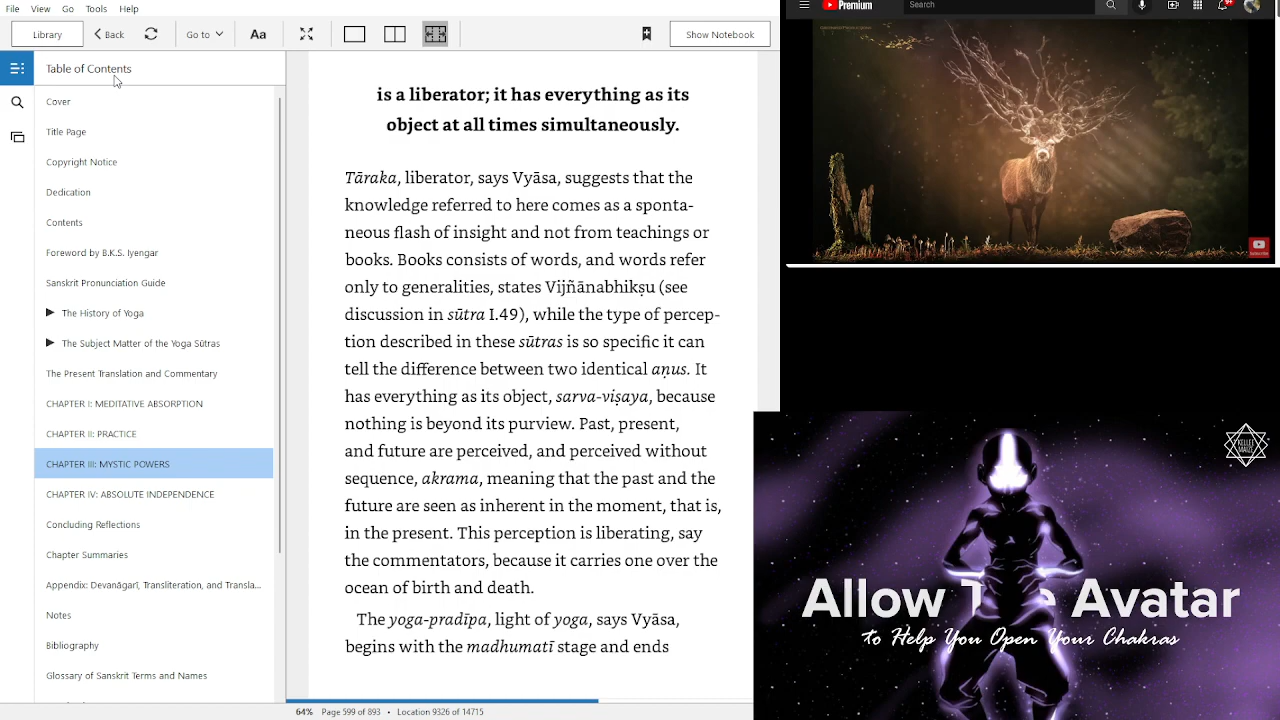 File View Go Tools Help
Library Back Go to Aa Show Notebook
Table of Contents
Cover
Title Page
Copyright Notice
Dedication
Contents
Foreword by B.K.S. Iyengar
Sanskrit Pronunciation Guide
The History of Yoga
The Subject Matter of the Yoga Sūtras
The Present Translation and Commentary
CHAPTER I: MEDITATIVE ABSORPTION
CHAPTER II: PRACTICE
CHAPTER III: MYSTIC POWERS
CHAPTER IV: ABSOLUTE INDEPENDENCE
Concluding Reflections
Chapter Summaries
Appendix: Devanāgarī, Transliteration, and Transla...
Notes
Bibliography
Glossary of Sanskrit Terms and Names
is a liberator; it has everything as its
object at all times simultaneously.
Tāraka, liberator, says Vyāsa, suggests that the
knowledge referred to here comes as a sponta-
neous flash of insight and not from teachings or
books. Books consists of words, and words refer
only to generalities, states Vijñānabhikṣu (see
discussion in sūtra I.49), while the type of percep-
tion described in these sūtras is so specific it can
tell the difference between two identical aṇus. It
has everything as its object, sarva-viṣaya, because
nothing is beyond its purview. Past, present,
and future are perceived, and perceived without
sequence, akrama, meaning that the past and the
future are seen as inherent in the moment, that is,
in the present. This perception is liberating, say
the commentators, because it carries one over the
ocean of birth and death.
The yoga-pradīpa, light of yoga, says Vyāsa,
begins with the madhumatī stage and ends
64% Page 599 of 893 • Location 9326 of 14715
Premium Search 9+
Subscribe
Allow T e Avatar
to Help You Open Your Chakras